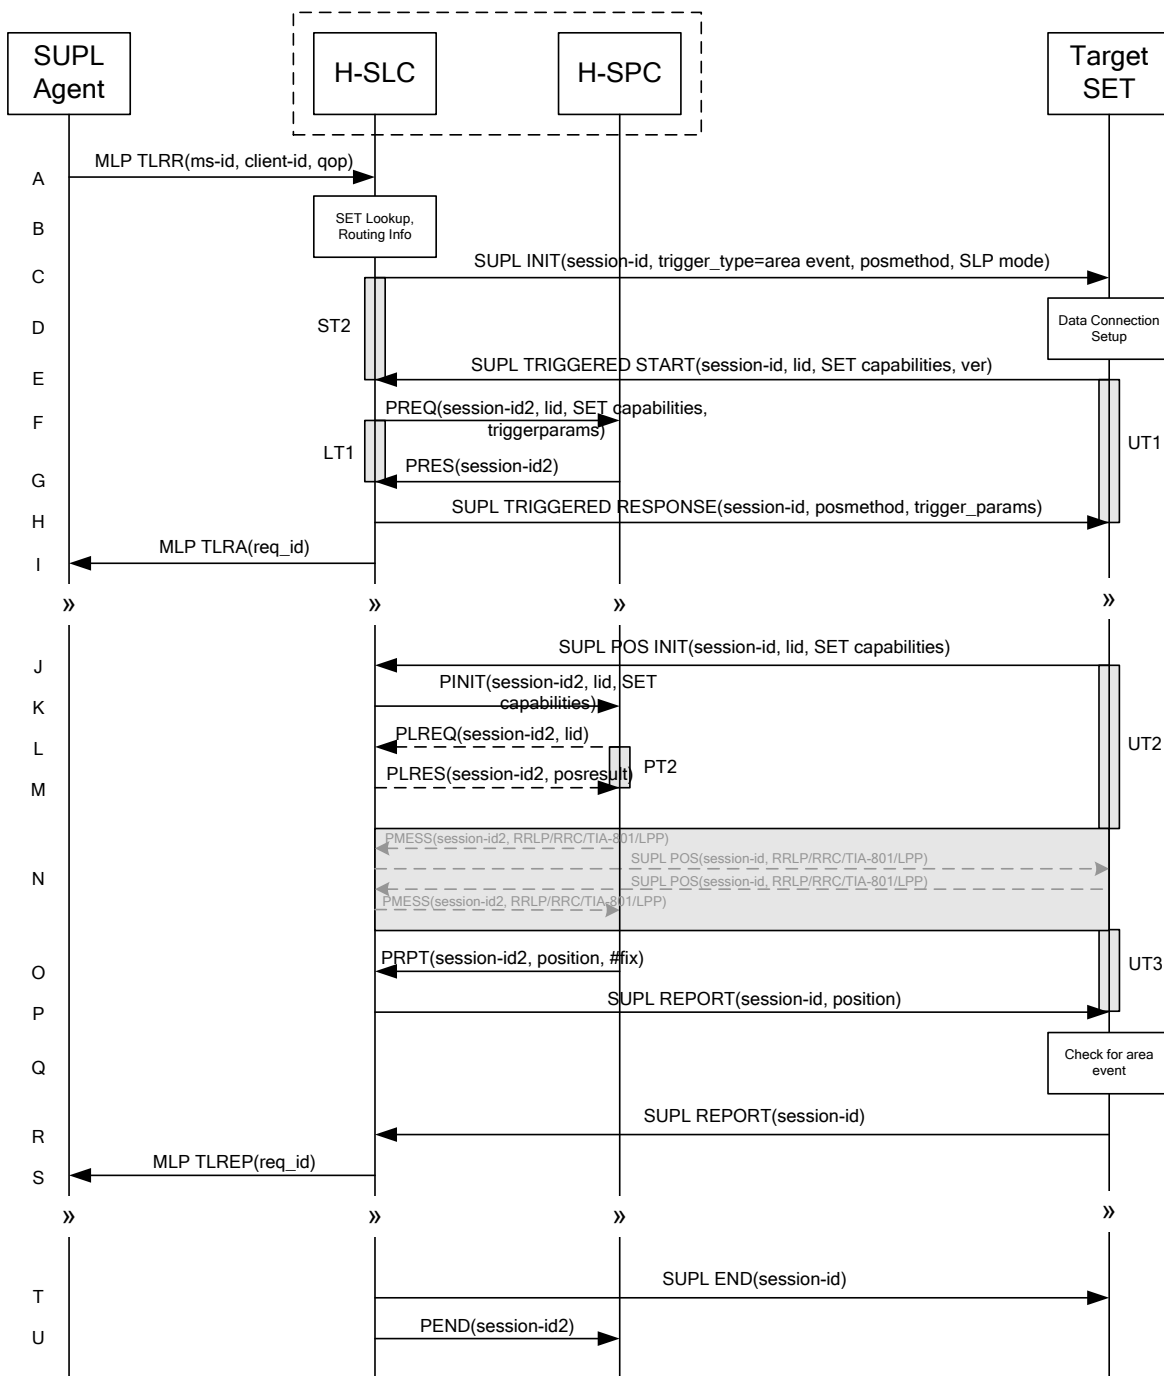 SUPL
Agent
H-SLC
H-SPC
Target
SET
A
MLP TLRR(ms-id, client-id, qop)
B
SET Lookup,
Routing Info
C
SUPL INIT(session-id, trigger_type=area event, posmethod, SLP mode)
D
ST2
Data Connection
Setup
E
SUPL TRIGGERED START(session-id, lid, SET capabilities, ver)
F
PREQ(session-id2, lid, SET capabilities,
triggerparams)
LT1
UT1
G
PRES(session-id2)
H
SUPL TRIGGERED RESPONSE(session-id, posmethod, trigger_params)
I
MLP TLRA(req_id)
»
»
»
»
J
SUPL POS INIT(session-id, lid, SET capabilities)
K
PINIT(session-id2, lid, SET
capabilities)
L
PLREQ(session-id2, lid)
UT2
M
PLRES(session-id2, posresult)
PT2
N
PMESS(session-id2, RRLP/RRC/TIA-801/LPP)
SUPL POS(session-id, RRLP/RRC/TIA-801/LPP)
SUPL POS(session-id, RRLP/RRC/TIA-801/LPP)
PMESS(session-id2, RRLP/RRC/TIA-801/LPP)
O
PRPT(session-id2, position, #fix)
UT3
P
SUPL REPORT(session-id, position)
Q
Check for area
event
R
SUPL REPORT(session-id)
S
MLP TLREP(req_id)
»
»
»
»
T
SUPL END(session-id)
U
PEND(session-id2)